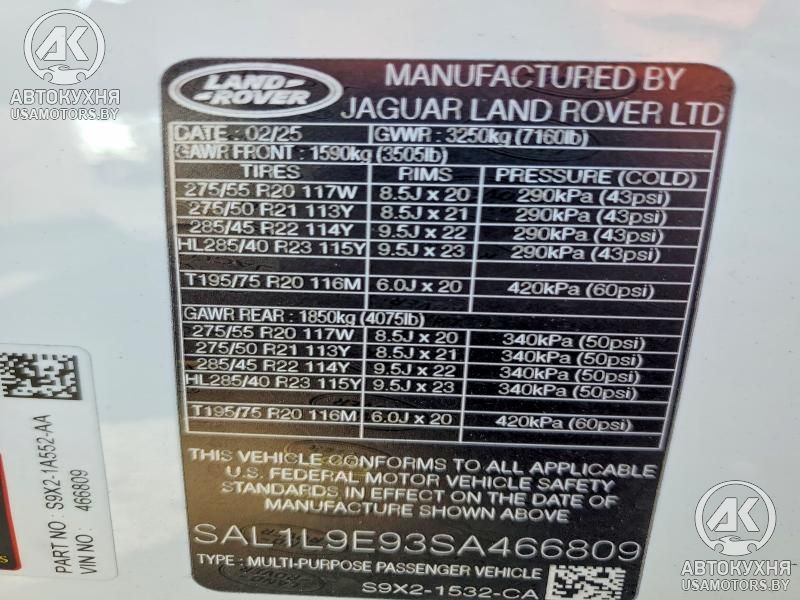 AK
АВТОКУХНЯ
USAMOTORS.BY
LAND ROVER
MANUFACTURED BY
JAGUAR LAND ROVER LTD
DATE: 02/25 GVWR: 3250kg (7160lb)
GAWR FRONT: 1590kg (3505lb)
TIRES RIMS PRESSURE (COLD)
275/55 R20 117W 8.5J x 20 290kPa (43psi)
275/50 R21 113Y 8.5J x 21 290kPa (43psi)
285/45 R22 114Y 9.5J x 22 290kPa (43psi)
HL285/40 R23 115Y 9.5J x 23 290kPa (43psi)
T195/75 R20 116M 6.0J x 20 420kPa (60psi)
GAWR REAR: 1850kg (4075lb)
275/55 R20 117W 8.5J x 20 340kPa (50psi)
275/50 R21 113Y 8.5J x 21 340kPa (50psi)
285/45 R22 114Y 9.5J x 22 340kPa (50psi)
HL285/40 R23 115Y 9.5J x 23 340kPa (50psi)
T195/75 R20 116M 6.0J x 20 420kPa (60psi)
THIS VEHICLE CONFORMS TO ALL APPLICABLE
U.S. FEDERAL MOTOR VEHICLE SAFETY
STANDARDS IN EFFECT ON THE DATE OF
MANUFACTURE SHOWN ABOVE
SAL1L9E93SA466809
TYPE: MULTI-PURPOSE PASSENGER VEHICLE
S9X2-1532-CA
PART NO: S9X2-1A552-AA
VIN NO: 466809
AK
АВТОКУХНЯ
USAMOTORS.BY